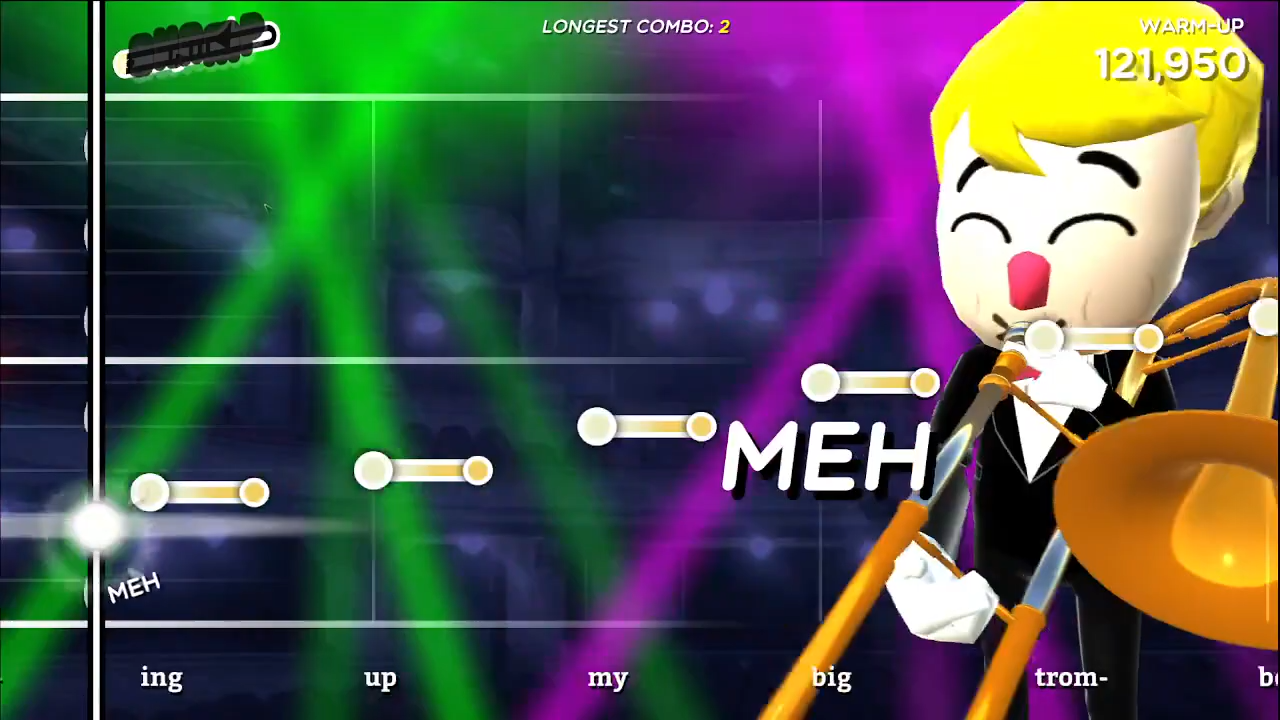 LONGEST COMBO: 2
WARM-UP
121,950
MEH
MEH
ing up my big trom-